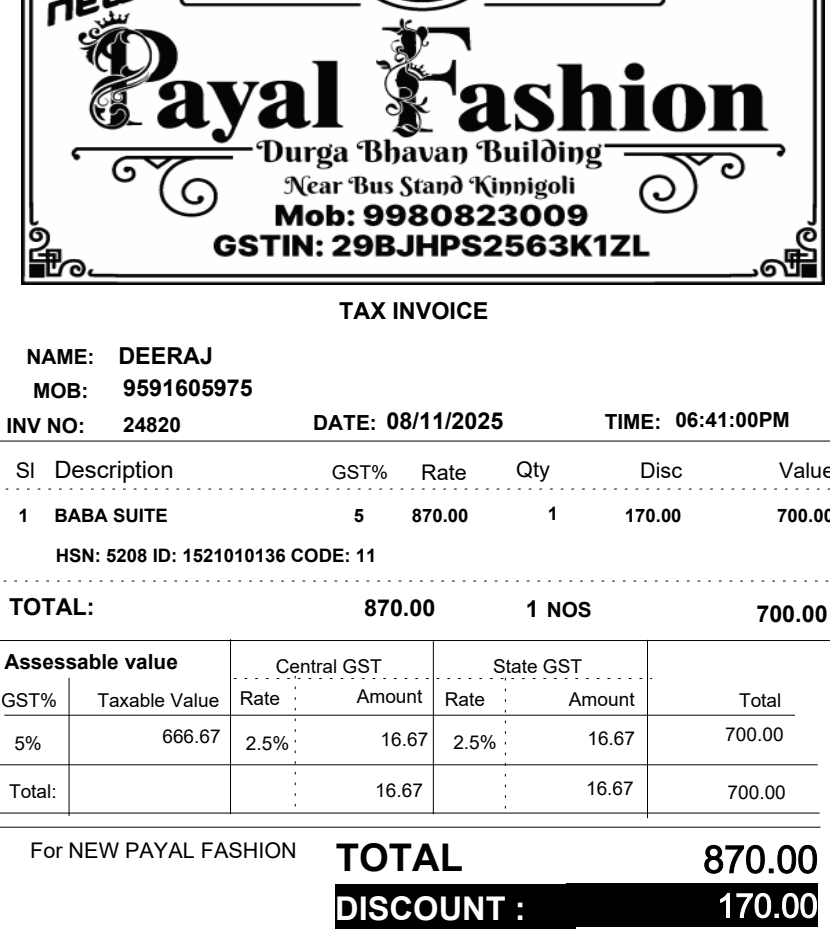 new
Payal Fashion
Durga Bhavan Building
Near Bus Stand Kinnigoli
Mob: 9980823009
GSTIN: 29BJHPS2563K1ZL
TAX INVOICE
NAME: DEERAJ
MOB: 9591605975
INV NO: 24820 DATE: 08/11/2025 TIME: 06:41:00PM
Sl Description GST% Rate Qty Disc Value
1 BABA SUITE 5 870.00 1 170.00 700.00
HSN: 5208 ID: 1521010136 CODE: 11
TOTAL: 870.00 1 NOS 700.00
Assessable value Central GST State GST
GST% Taxable Value Rate Amount Rate Amount Total
5% 666.67 2.5% 16.67 2.5% 16.67 700.00
Total: 16.67 16.67 700.00
For NEW PAYAL FASHION TOTAL 870.00
DISCOUNT : 170.00